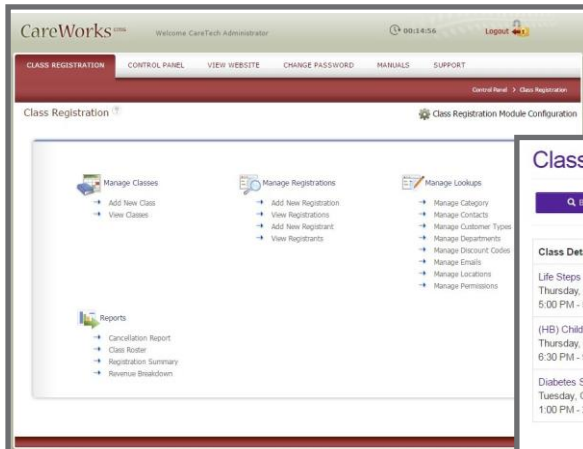 CareWorks
Welcome CareTech Administrator
00:14:56
Logout
CLASS REGISTRATION CONTROL PANEL VIEW WEBSITE CHANGE PASSWORD MANUALS SUPPORT
Control Panel > Class Registration
Class Registration
Class Registration Module Configuration
Manage Classes
Add New Class
View Classes
Manage Registrations
Add New Registration
View Registrations
Add New Registrant
View Registrants
Manage Lookups
Manage Category
Manage Contacts
Manage Customer Types
Manage Departments
Manage Discount Codes
Manage Emails
Manage Locations
Manage Permissions
Reports
Cancellation Report
Class Roster
Registration Summary
Revenue Breakdown
Class
Class Det
Life Steps
Thursday,
5:00 PM -
(HB) Child
Thursday,
6:30 PM -
Diabetes S
Tuesday,
1:00 PM -